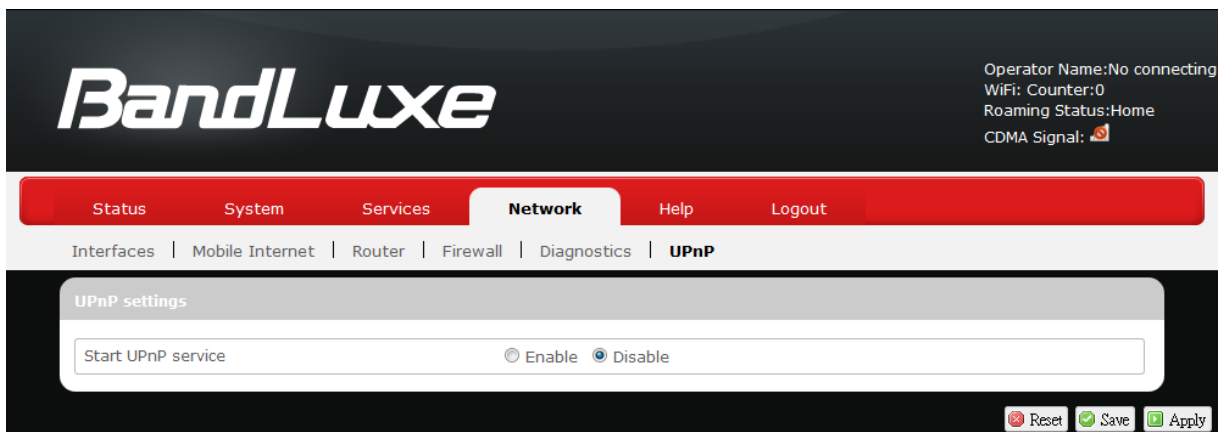 BandLuxe
Operator Name:No connecting
WiFi: Counter:0
Roaming Status:Home
CDMA Signal:
Status System Services Network Help Logout
Interfaces | Mobile Internet | Router | Firewall | Diagnostics | UPnP
UPnP settings
Start UPnP service Enable Disable
Reset Save Apply